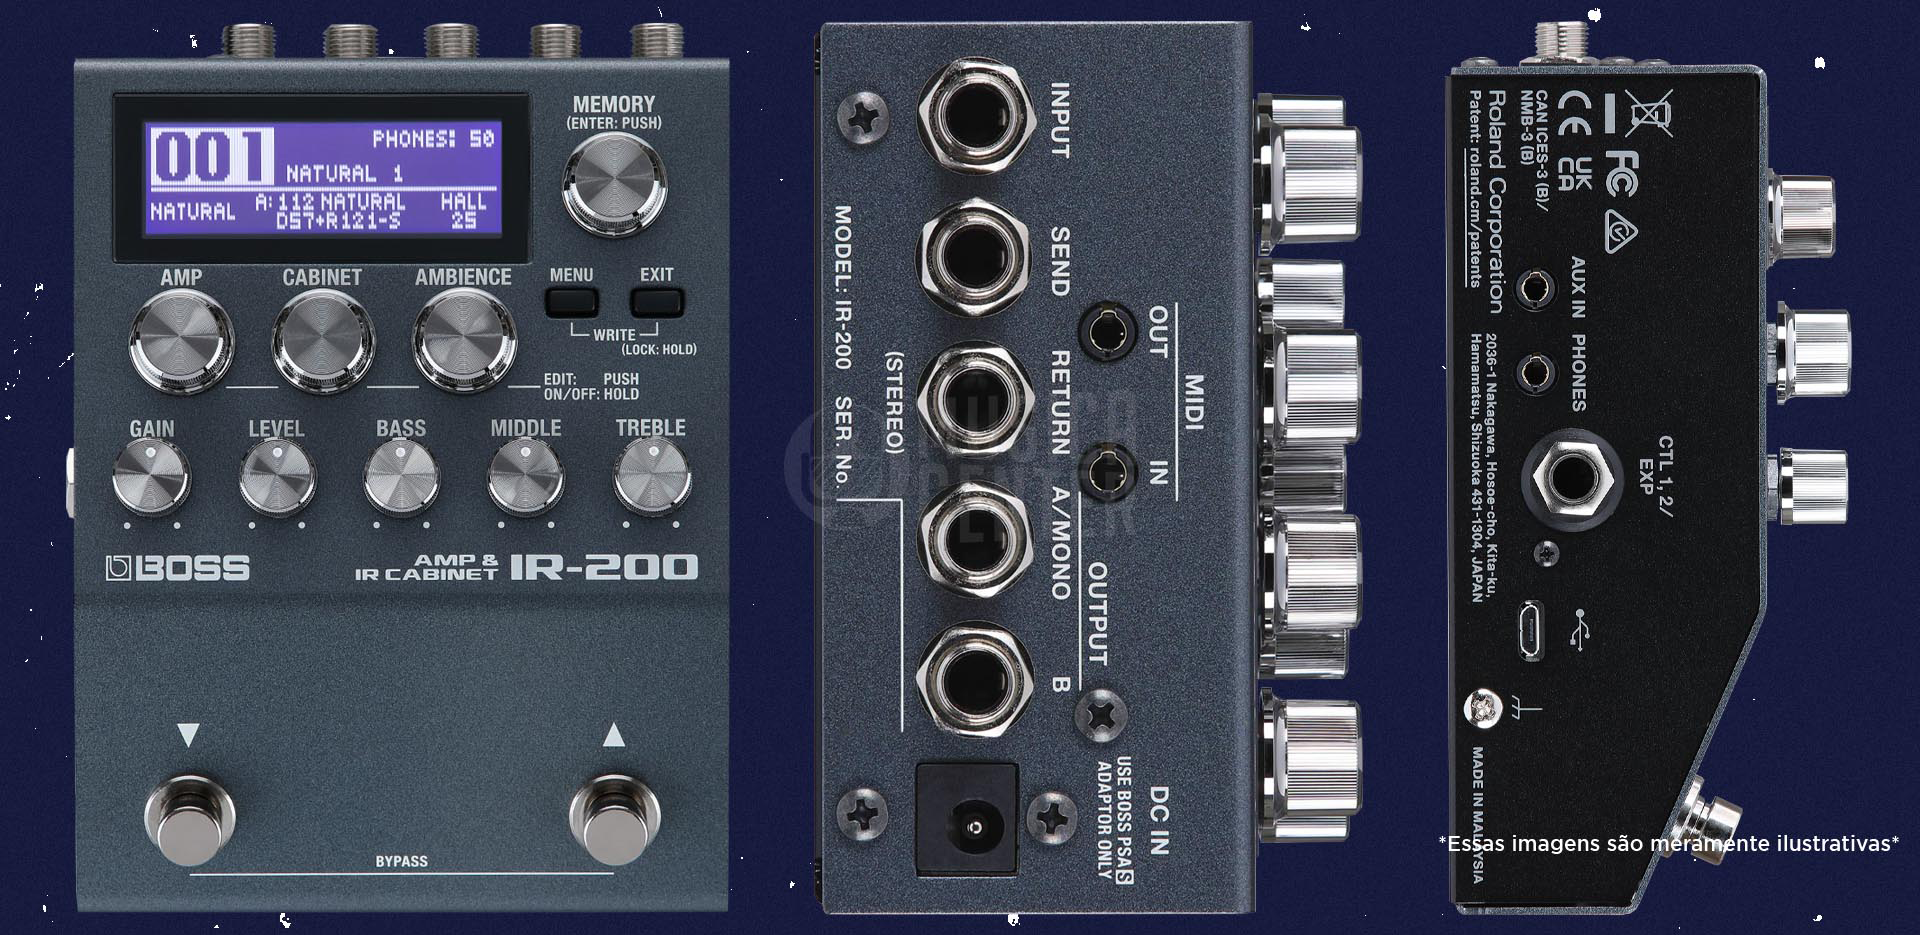 MEMORY
(ENTER: PUSH)
001
PHONES: 50
NATURAL 1
NATURAL
A: 112 NATURAL
D57+R121-S
HALL
25
AMP
CABINET
AMBIENCE
MENU
EXIT
WRITE
(LOCK: HOLD)
EDIT: PUSH
ON/OFF: HOLD
GAIN
LEVEL
BASS
MIDDLE
TREBLE
BOSS
AMP &
IR CABINET
IR-200
▼
▲
BYPASS
INPUT
SEND
RETURN
A/MONO
B
(STEREO)
OUTPUT
OUT
IN
MIDI
MODEL: IR-200 SER. No.
DC IN
USE BOSS PSA S
ADAPTOR ONLY
CE
UK
CA
FC
CAN ICES-3 (B)/
NMB-3 (B)
Roland Corporation
Patent: roland.cm/patents
2036-1 Nakagawa, Hosoe-cho, Kita-ku,
Hamamatsu, Shizuoka 431-1304, JAPAN
AUX IN
PHONES
CTL 1, 2/
EXP
MADE IN MALAYSIA
*Essas imagens são meramente ilustrativas*